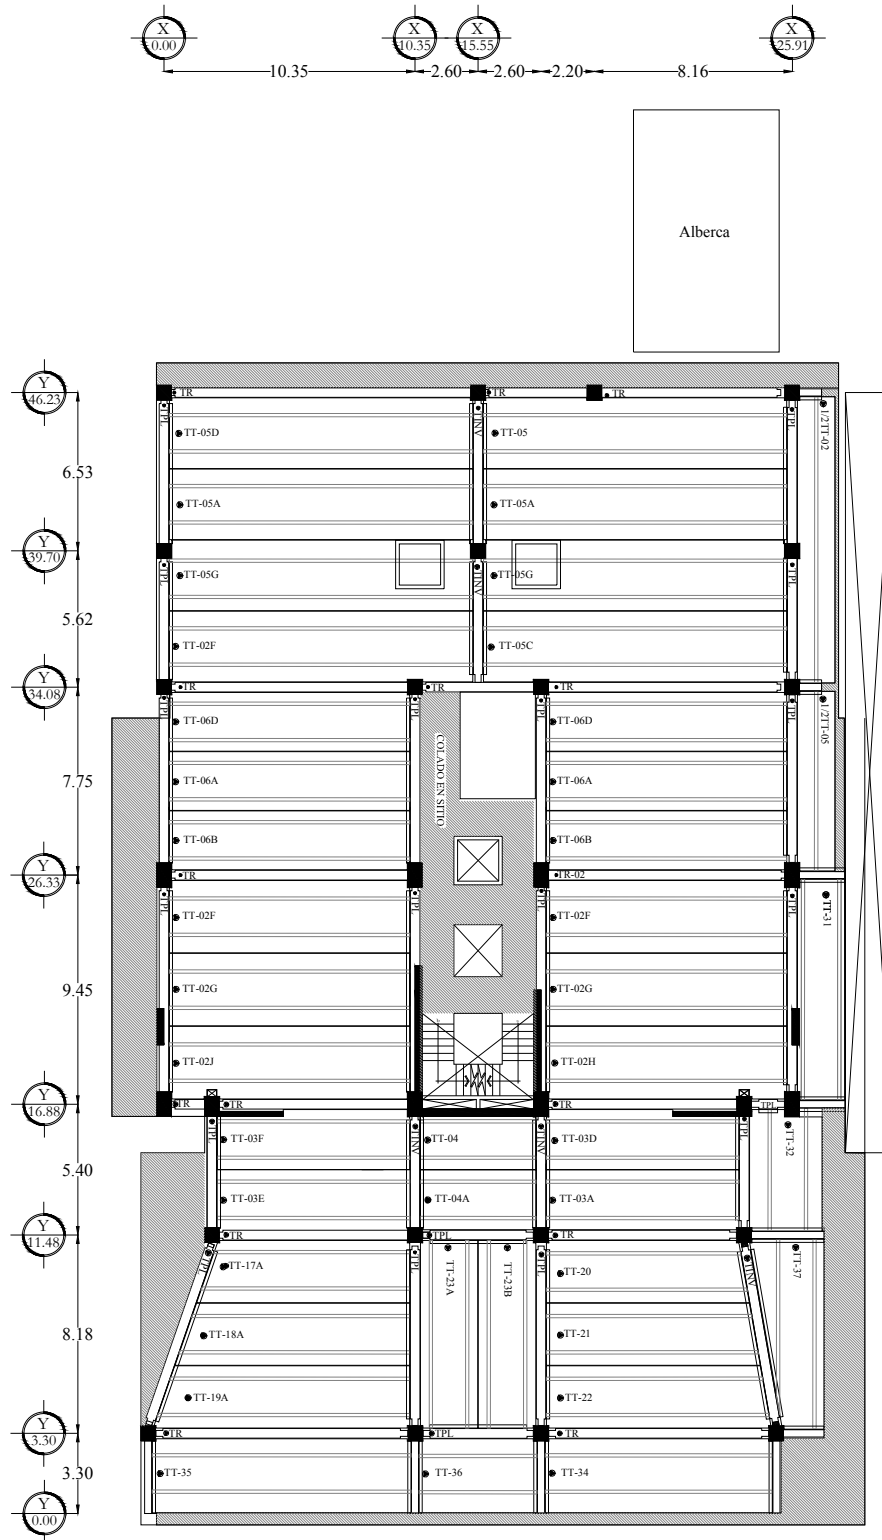 X X X X
0.00 10.35 15.55 25.91
10.35 2.60 2.60 2.20 8.16
Alberca
Y
46.23
TR TR TR
TPL TINV TPL 1/2TT-02
TT-05D TT-05
6.53
TT-05A TT-05A
Y
39.70
TPL TINV TPL
TT-05G TT-05G
5.62
TT-02F TT-05C
Y
34.08
TR TR TR
TPL TPL TPL TPL 1/2TT-05
TT-06D TT-06D
COLADO EN SITIO
7.75
TT-06A TT-06A
TT-06B TT-06B
Y
26.33
TR TR-02
TPL TPL TPL TPL TT-31
TT-02F TT-02F
9.45
TT-02G TT-02G
TT-02J TT-02H
Y
16.88
TR TR TR TPL
TPL TINV TINV TPL TT-32
TT-03F TT-04 TT-03D
5.40
TT-03E TT-04A TT-03A
Y
11.48
TR TPL TR
TPL TPL TPL TINV
TT-17A TT-23A TT-23B TT-20 TT-37
8.18
TT-18A TT-21
TT-19A TT-22
Y
3.30
TR TPL TR
3.30
TT-35 TT-36 TT-34
Y
0.00